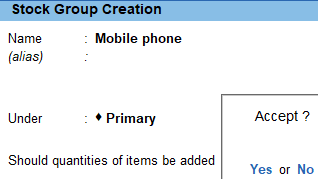 Stock Group Creation
Name : Mobile phone
(alias) :
Under : ♦ Primary
Accept ?
Should quantities of items be added
Yes or No